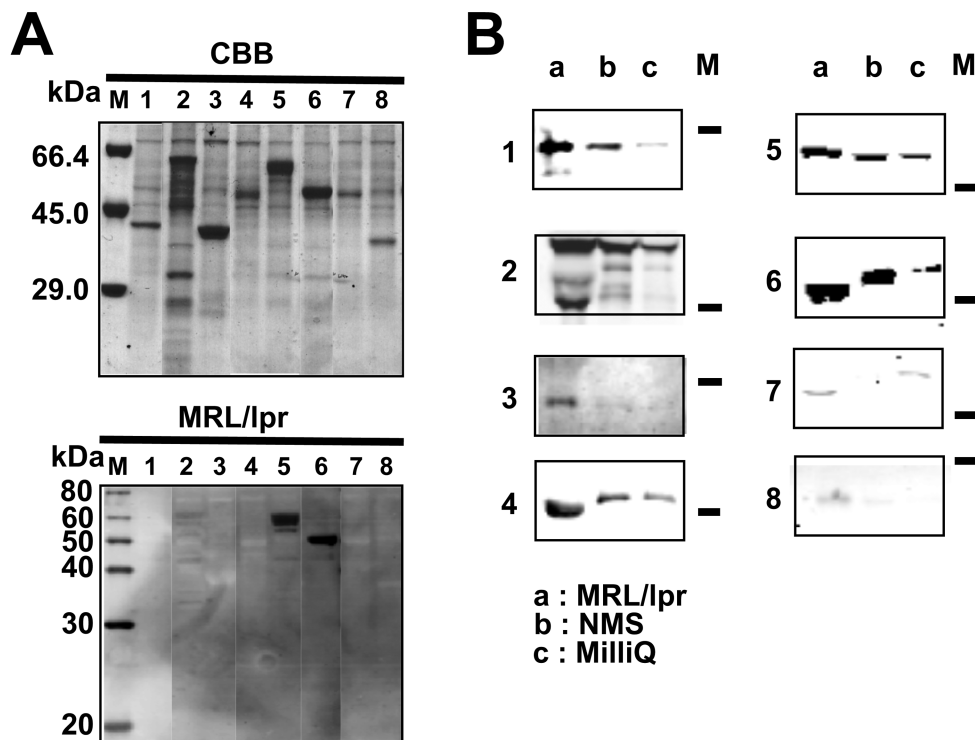 A
CBB
kDa M 1 2 3 4 5 6 7 8
66.4
45.0
29.0
MRL/lpr
kDa M 1 2 3 4 5 6 7 8
80
60
50
40
30
20
B
a b c M
1
2
3
4
a b c M
5
6
7
8
a : MRL/lpr
b : NMS
c : MilliQ